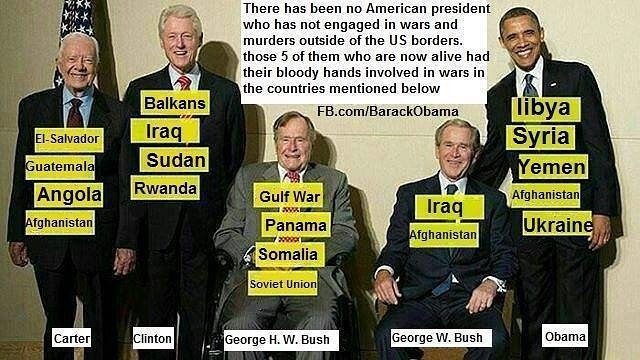 There has been no American president
who has not engaged in wars and
murders outside of the US borders.
those 5 of them who are now alive had
their bloody hands involved in wars in
the countries mentioned below
FB.com/BarackObama
El-Salvador
Guatemala
Angola
Afghanistan
Balkans
Iraq
Sudan
Rwanda
Gulf War
Panama
Somalia
Soviet Union
Iraq
Afghanistan
libya
Syria
Yemen
Afghanistan
Ukraine
Carter
Clinton
George H. W. Bush
George W. Bush
Obama